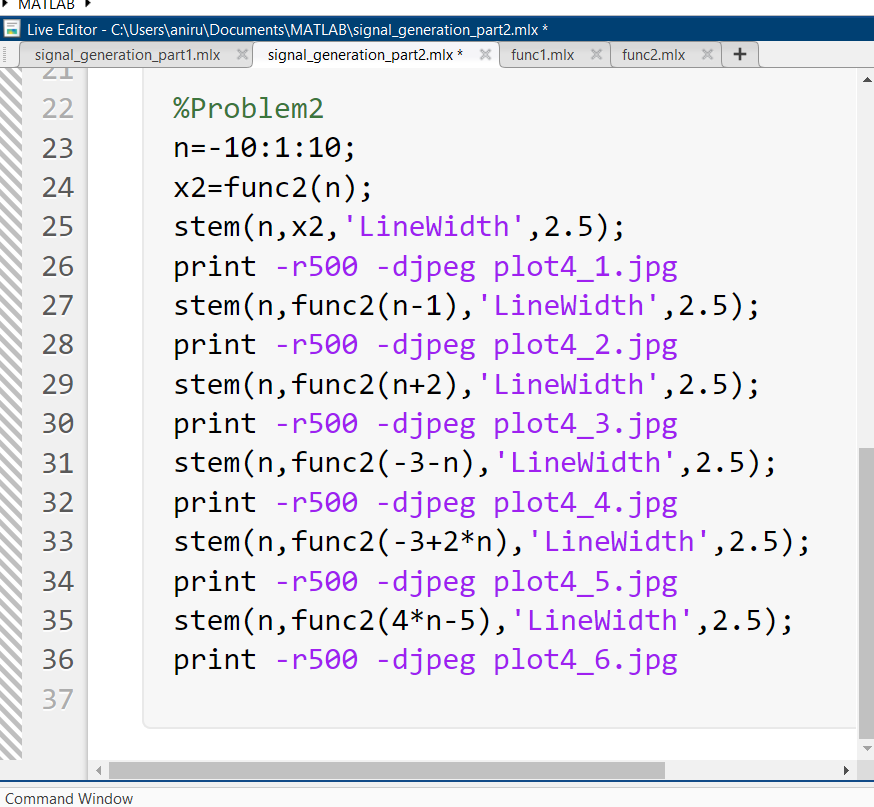 MATLAB
Live Editor - C:\Users\aniru\Documents\MATLAB\signal_generation_part2.mlx *
signal_generation_part1.mlx signal_generation_part2.mlx * func1.mlx func2.mlx +
21
22 %Problem2
23 n=-10:1:10;
24 x2=func2(n);
25 stem(n,x2,'LineWidth',2.5);
26 print -r500 -djpeg plot4_1.jpg
27 stem(n,func2(n-1),'LineWidth',2.5);
28 print -r500 -djpeg plot4_2.jpg
29 stem(n,func2(n+2),'LineWidth',2.5);
30 print -r500 -djpeg plot4_3.jpg
31 stem(n,func2(-3-n),'LineWidth',2.5);
32 print -r500 -djpeg plot4_4.jpg
33 stem(n,func2(-3+2*n),'LineWidth',2.5);
34 print -r500 -djpeg plot4_5.jpg
35 stem(n,func2(4*n-5),'LineWidth',2.5);
36 print -r500 -djpeg plot4_6.jpg
37
Command Window